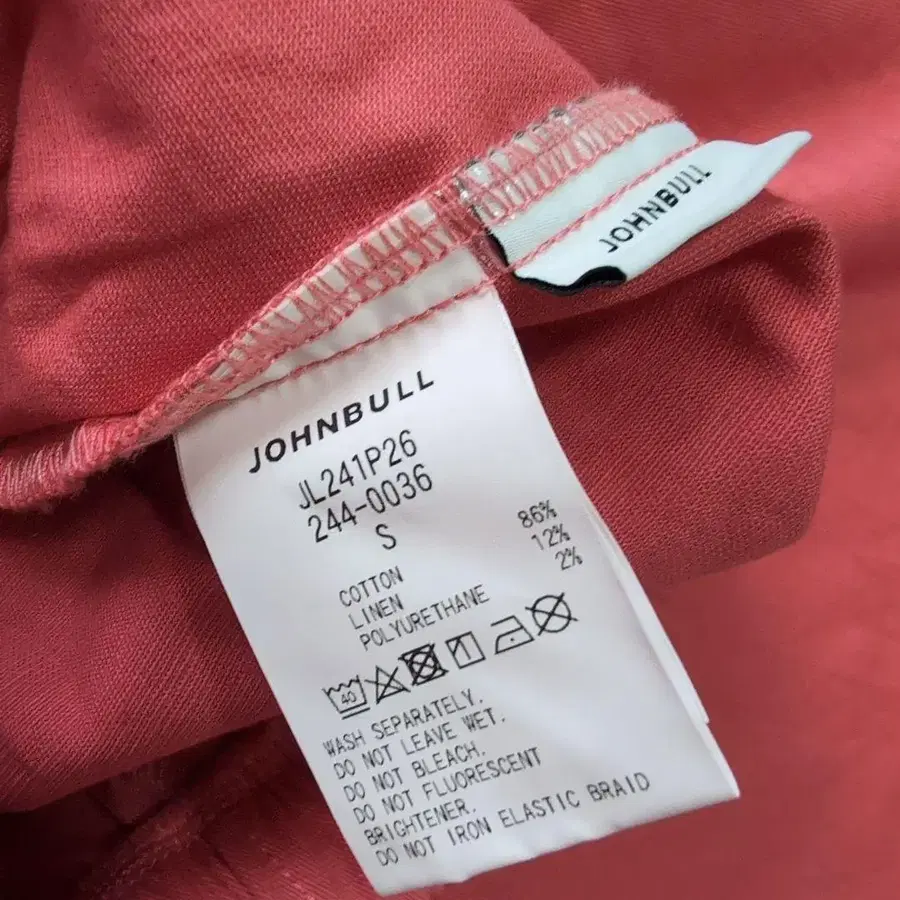 JOHNBULL
JOHNBULL
JL241P26
244-0036
S
COTTON 86%
LINEN 12%
POLYURETHANE 2%
40
WASH SEPARATELY.
DO NOT LEAVE WET.
DO NOT BLEACH.
DO NOT FLUORESCENT
BRIGHTENER.
DO NOT IRON ELASTIC BRAID